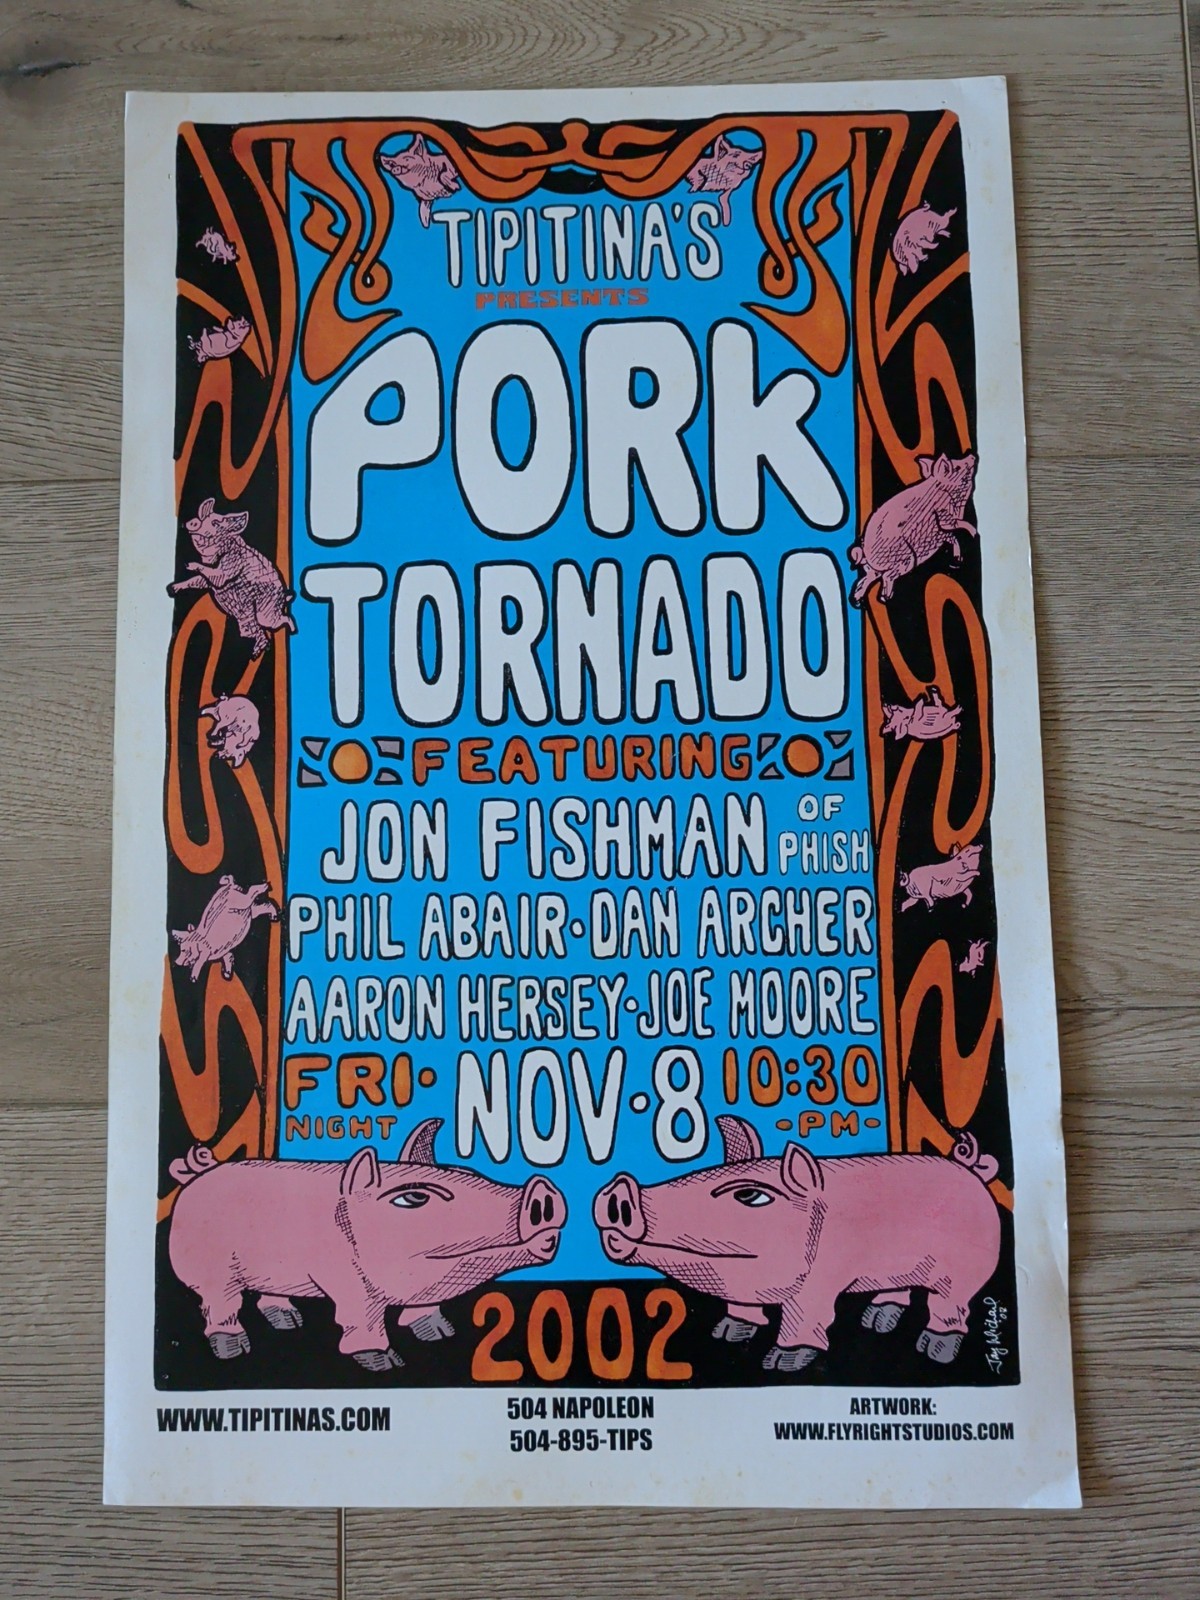 TIPITINA'S
PRESENTS
PORK
TORNADO
FEATURING
JON FISHMAN OF PHISH
PHIL ABAIR · DAN ARCHER
AARON HERSEY · JOE MOORE
FRI· NIGHT NOV·8 10:30 -PM-
2002
WWW.TIPITINAS.COM
504 NAPOLEON
504-895-TIPS
ARTWORK:
WWW.FLYRIGHTSTUDIOS.COM